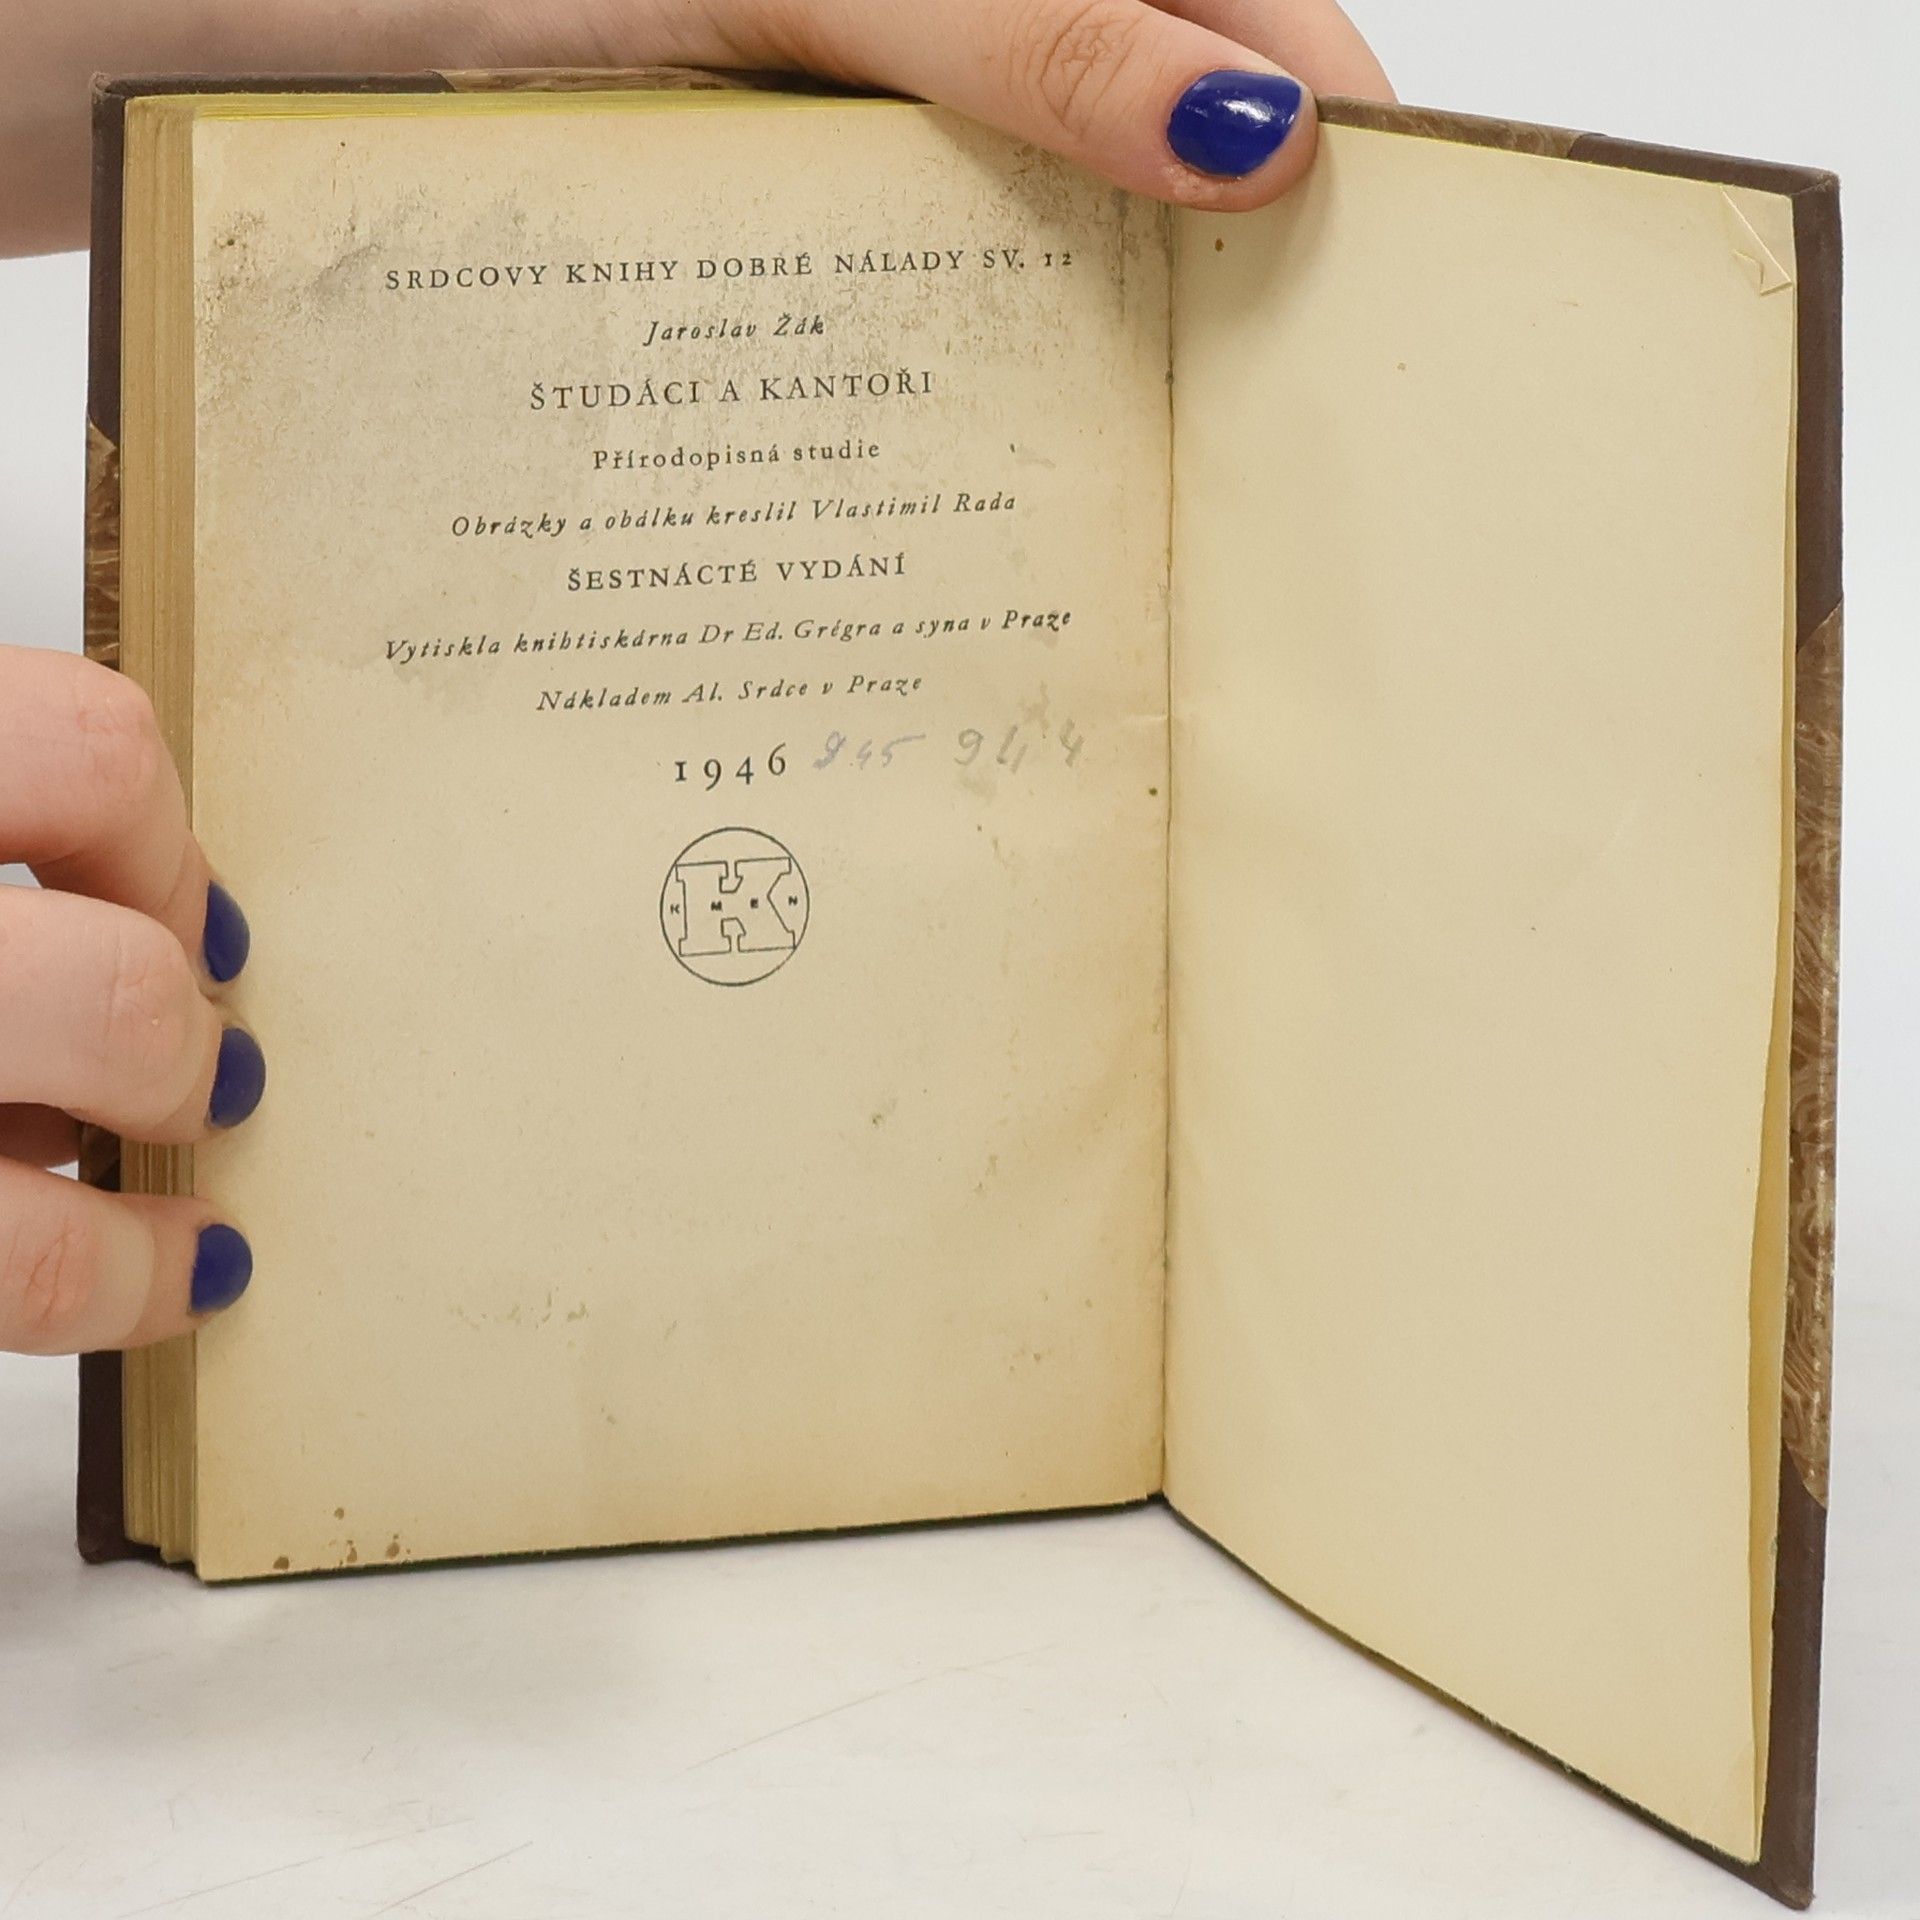 SRDCOVY KNIHY DOBRÉ NÁLADY SV. 12
Jaroslav Žák
ŠTUDÁCI A KANTOŘI
Přírodopisná studie
Obrázky a obálku kreslil Vlastimil Rada
ŠESTNÁCTÉ VYDÁNÍ
Vytiskla knihtiskárna Dr Ed. Grégra a syna v Praze
Nákladem Al. Srdce v Praze
1946 944
K M E N